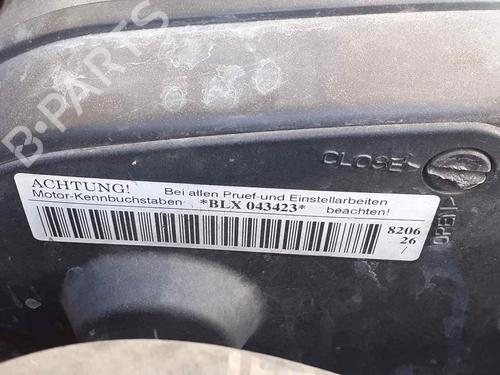 B-PARTS
CLOSE
OPEN
ACHTUNG! Bei allen Pruef-und Einstellarbeiten
Motor-Kennbuchstaben *BLX 043423* beachten!
8206
26